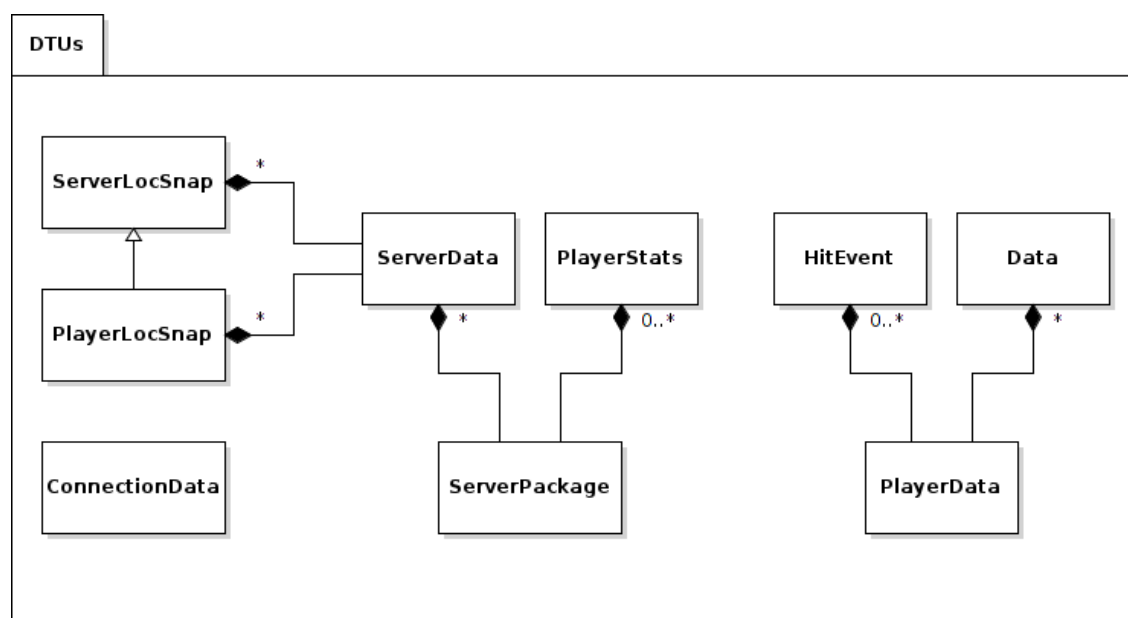 DTUs
ServerLocSnap
*
ServerData
PlayerStats
HitEvent
Data
PlayerLocSnap
*
*
0..*
0..*
*
ConnectionData
ServerPackage
PlayerData